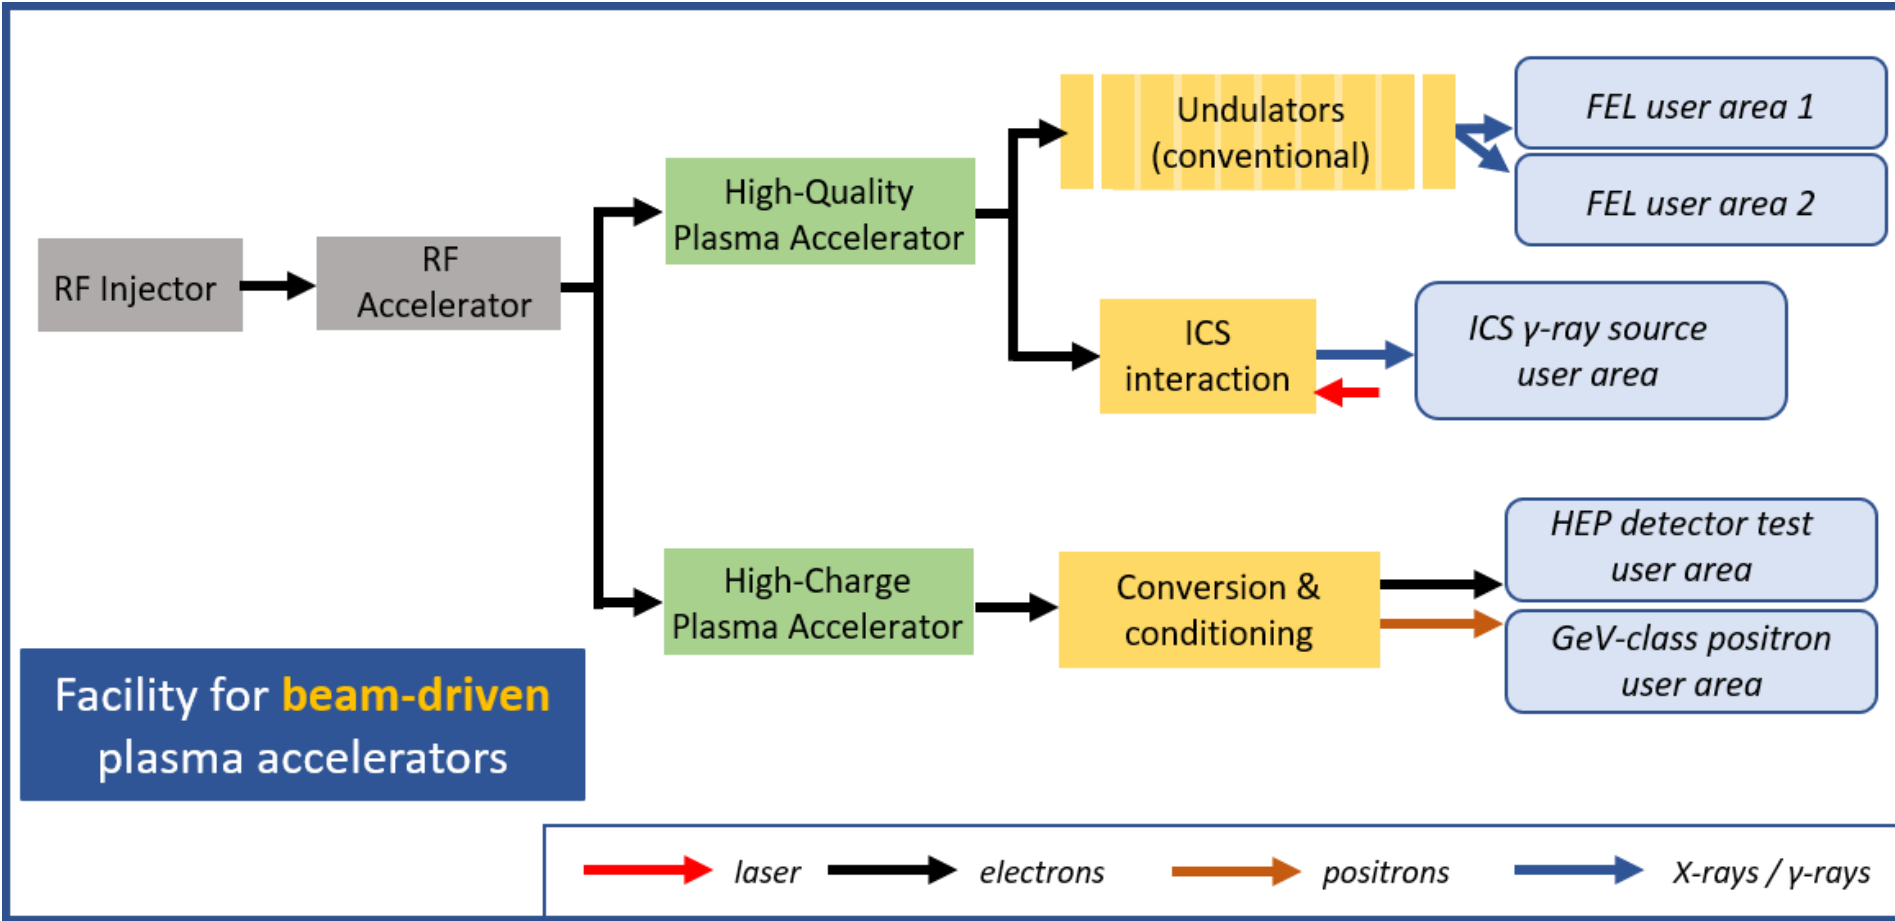 RF Injector
RF
Accelerator
High-Quality
Plasma Accelerator
Undulators
(conventional)
FEL user area 1
FEL user area 2
ICS
interaction
ICS γ-ray source
user area
High-Charge
Plasma Accelerator
Conversion &
conditioning
HEP detector test
user area
GeV-class positron
user area
Facility for beam-driven
plasma accelerators
laser
electrons
positrons
X-rays / γ-rays